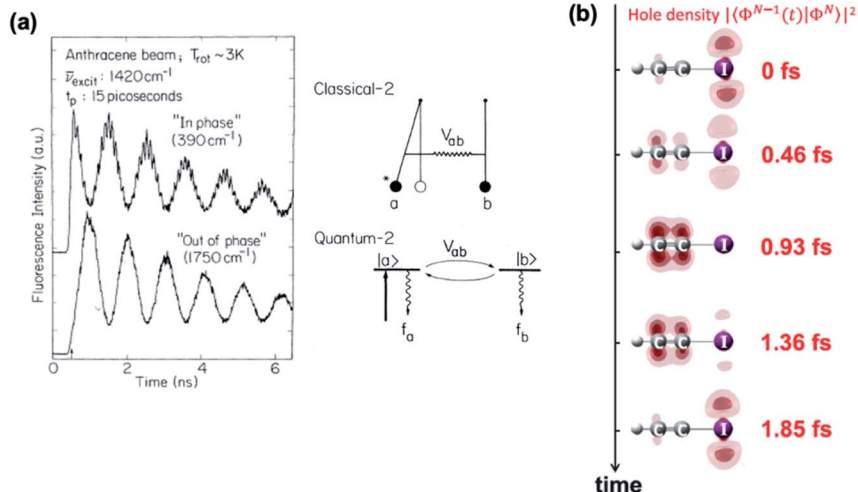 (a)
Anthracene beam; Trot ~3K
ν̄excit : 1420 cm⁻¹
tp : 15 picoseconds
"In phase"
(390 cm⁻¹)
"Out of phase"
(1750 cm⁻¹)
Fluorescence Intensity (a.u.)
0 2 4 6
Time (ns)
Classical-2
Vab
*
a b
Quantum-2
Vab
|a> |b>
fa fb
(b)
Hole density |⟨Φᴺ⁻¹(t)|Φᴺ⟩|²
C C I
0 fs
C C I
0.46 fs
C C I
0.93 fs
C C I
1.36 fs
C C I
1.85 fs
time